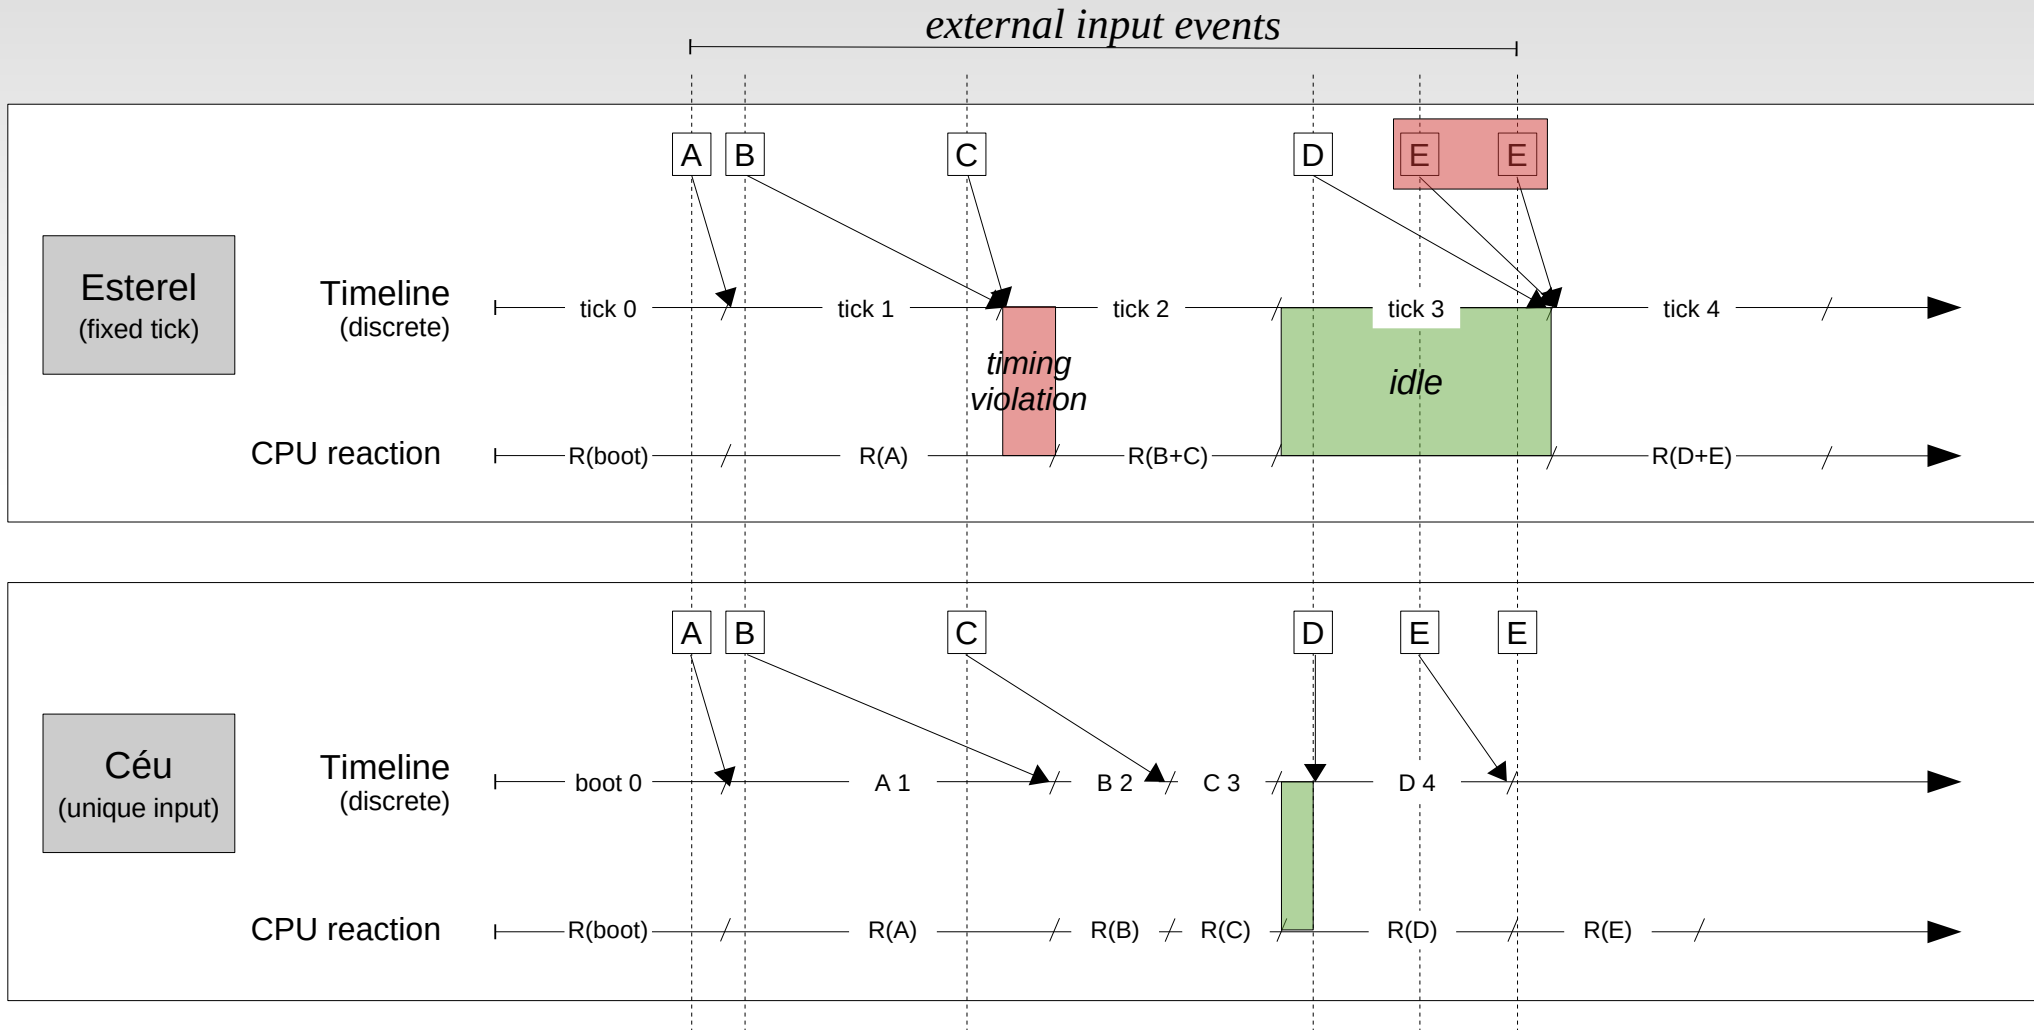 external input events
A B C D E E
Esterel
(fixed tick)
Timeline
(discrete)
tick 0 tick 1 tick 2 tick 3 tick 4
timing
violation
idle
CPU reaction
R(boot) R(A) R(B+C) R(D+E)
A B C D E E
Céu
(unique input)
Timeline
(discrete)
boot 0 A 1 B 2 C 3 D 4
CPU reaction
R(boot) R(A) R(B) R(C) R(D) R(E)